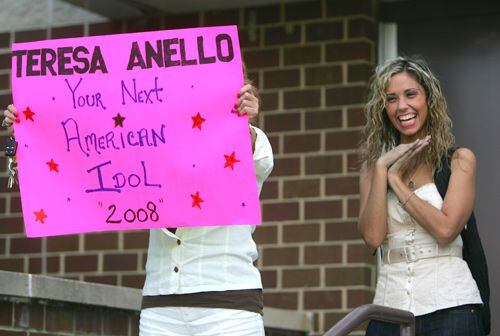 TERESA ANELLO
Your Next
American
Idol
"2008"